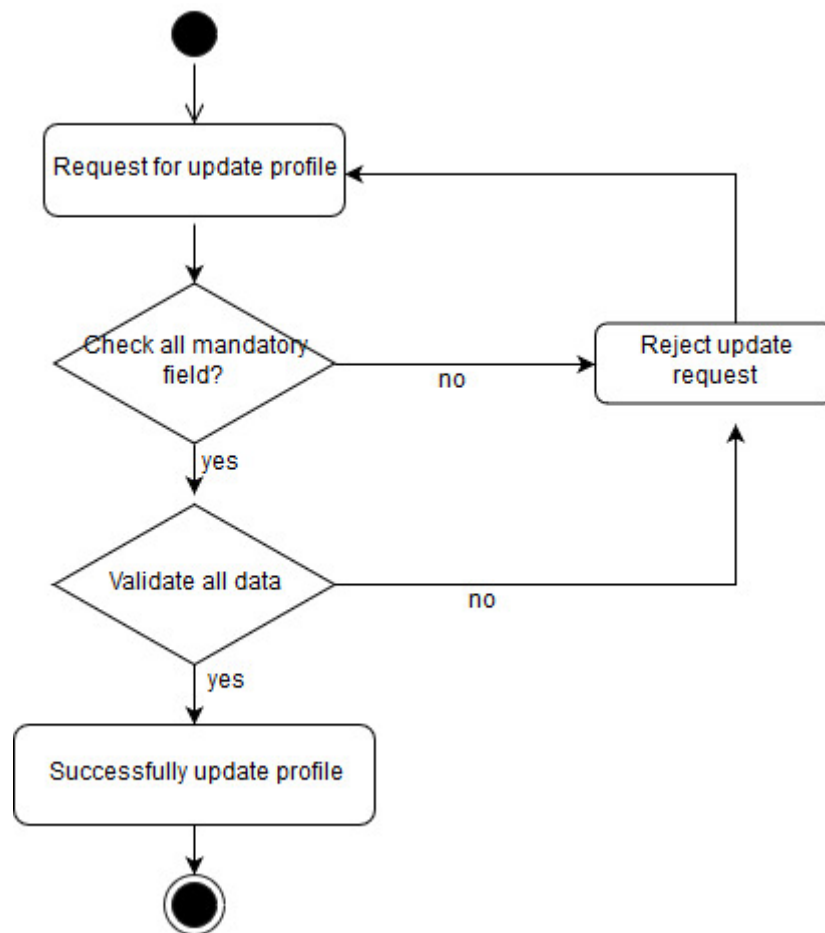 Request for update profile
Check all mandatory
field?
no
Reject update
request
yes
Validate all data
no
yes
Successfully update profile